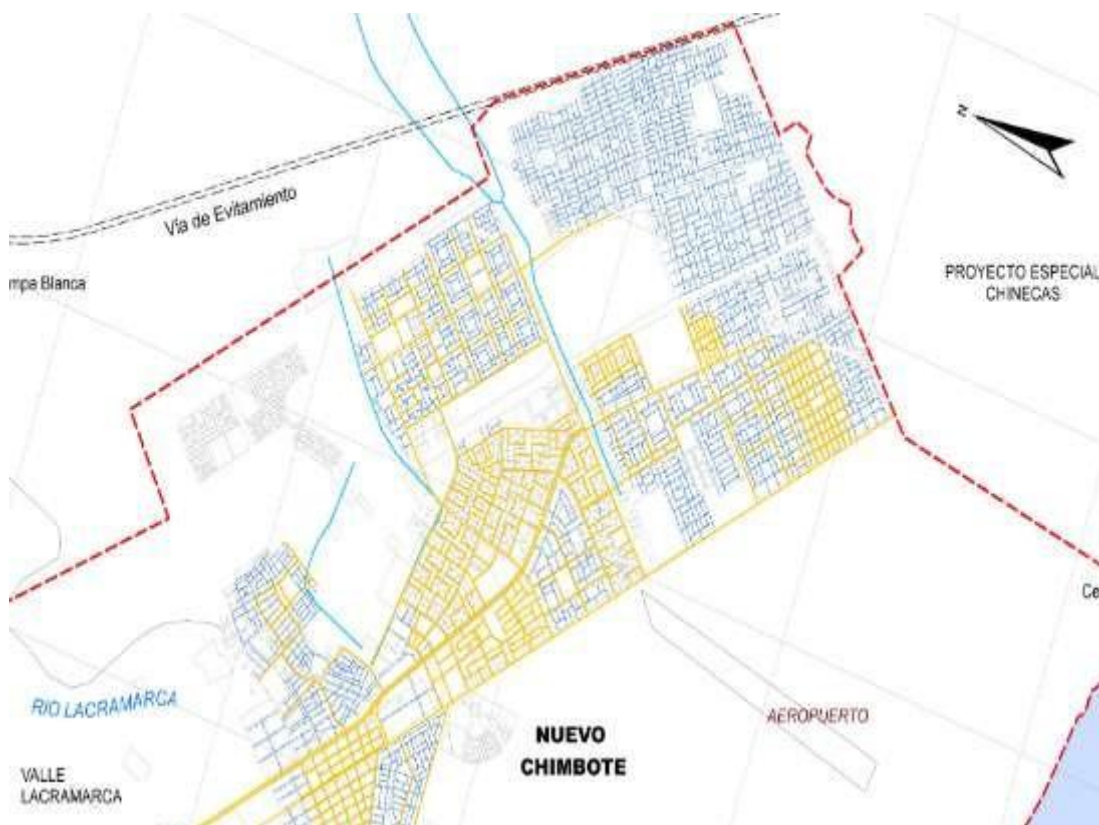 N
Vía de Evitamiento
mpa Blanca
PROYECTO ESPECIAL
CHINECAS
Ce
RIO LACRAMARCA
AEROPUERTO
NUEVO
CHIMBOTE
VALLE
LACRAMARCA